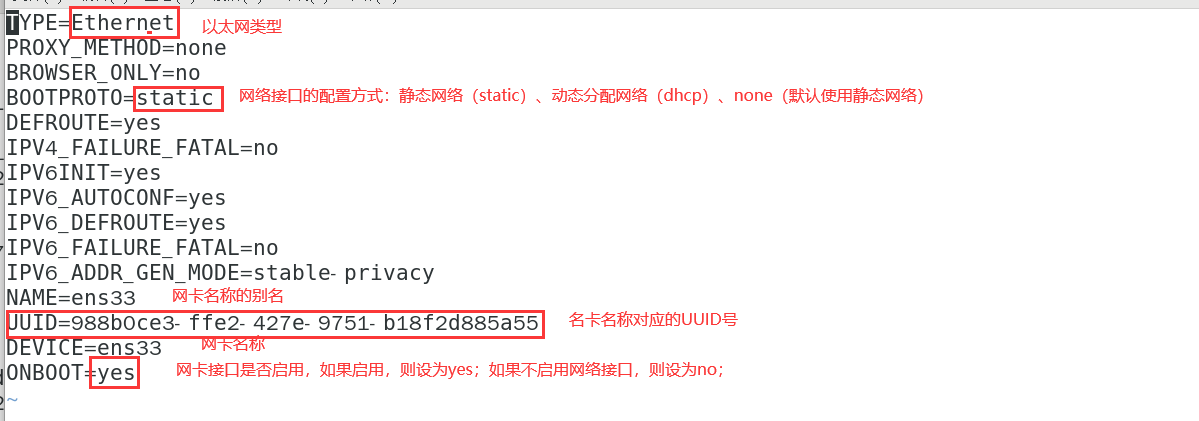 TYPE=Ethernet 以太网类型
PROXY_METHOD=none
BROWSER_ONLY=no
BOOTPROTO=static 网络接口的配置方式：静态网络（static）、动态分配网络（dhcp）、none（默认使用静态网络）
DEFROUTE=yes
IPV4_FAILURE_FATAL=no
IPV6INIT=yes
IPV6_AUTOCONF=yes
IPV6_DEFROUTE=yes
IPV6_FAILURE_FATAL=no
IPV6_ADDR_GEN_MODE=stable-privacy
NAME=ens33 网卡名称的别名
UUID=988b0ce3-ffe2-427e-9751-b18f2d885a55 名卡名称对应的UUID号
DEVICE=ens33 网卡名称
ONBOOT=yes 网卡接口是否启用，如果启用，则设为yes；如果不启用网络接口，则设为no；
~